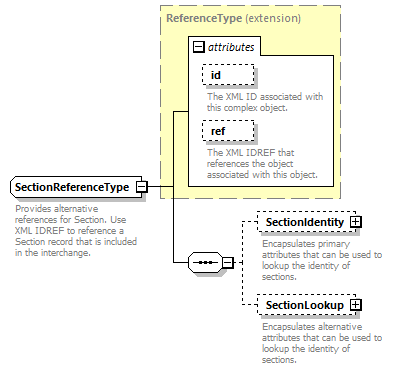 ReferenceType (extension)
attributes
id
The XML ID associated with
this complex object.
ref
The XML IDREF that
references the object
associated with this object.
SectionReferenceType
Provides alternative
references for Section. Use
XML IDREF to reference a
Section record that is included
in the interchange.
SectionIdentity
Encapsulates primary
attributes that can be used to
lookup the identity of
sections.
SectionLookup
Encapsulates alternative
attributes that can be used to
lookup the identity of
sections.